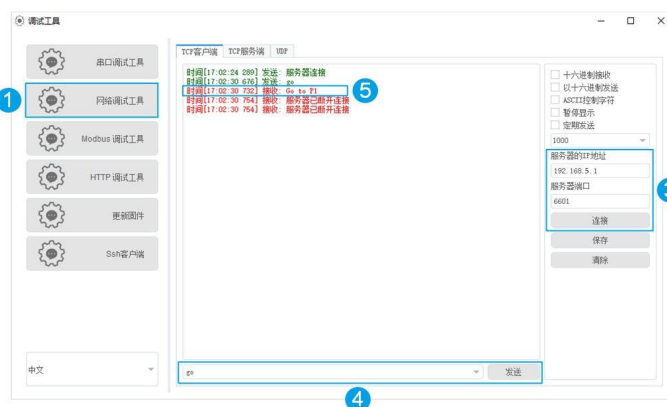 调试工具
串口调试工具
1
网络调试工具
Modbus 调试工具
HTTP 调试工具
更新固件
Ssh客户端
中文
TCP客户端 TCP服务端 UDP
时间[17:02:24 289] 发送: 服务器连接
时间[17:02:30 676] 发送: go
时间[17:02:30 732] 接收: Go to P1
5
时间[17:02:30 754] 接收: 服务器已断开连接
时间[17:02:30 754] 接收: 服务器已断开连接
go
发送
4
十六进制接收
以十六进制发送
ASCII控制字符
暂停显示
定期发送
1000
服务器的IP地址
192.168.5.1
3
服务器端口
6601
连接
保存
清除